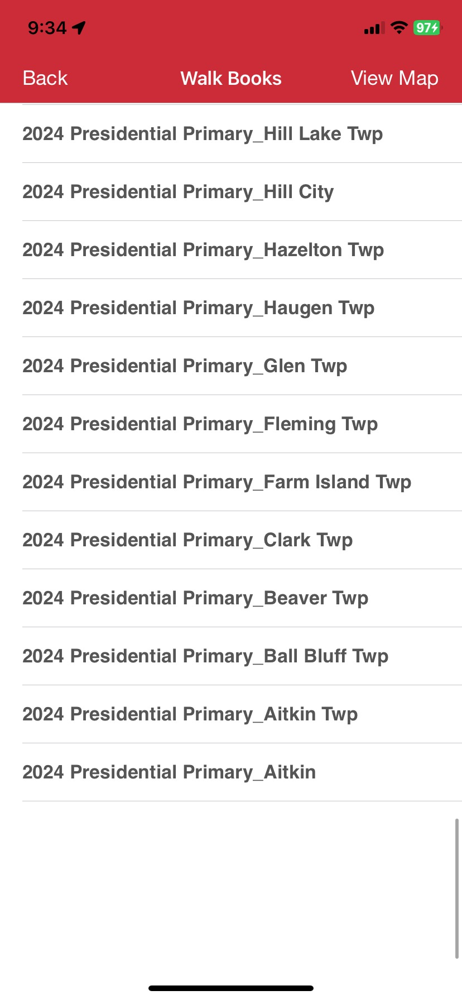 9:34
97
Back Walk Books View Map
2024 Presidential Primary_Hill Lake Twp
2024 Presidential Primary_Hill City
2024 Presidential Primary_Hazelton Twp
2024 Presidential Primary_Haugen Twp
2024 Presidential Primary_Glen Twp
2024 Presidential Primary_Fleming Twp
2024 Presidential Primary_Farm Island Twp
2024 Presidential Primary_Clark Twp
2024 Presidential Primary_Beaver Twp
2024 Presidential Primary_Ball Bluff Twp
2024 Presidential Primary_Aitkin Twp
2024 Presidential Primary_Aitkin